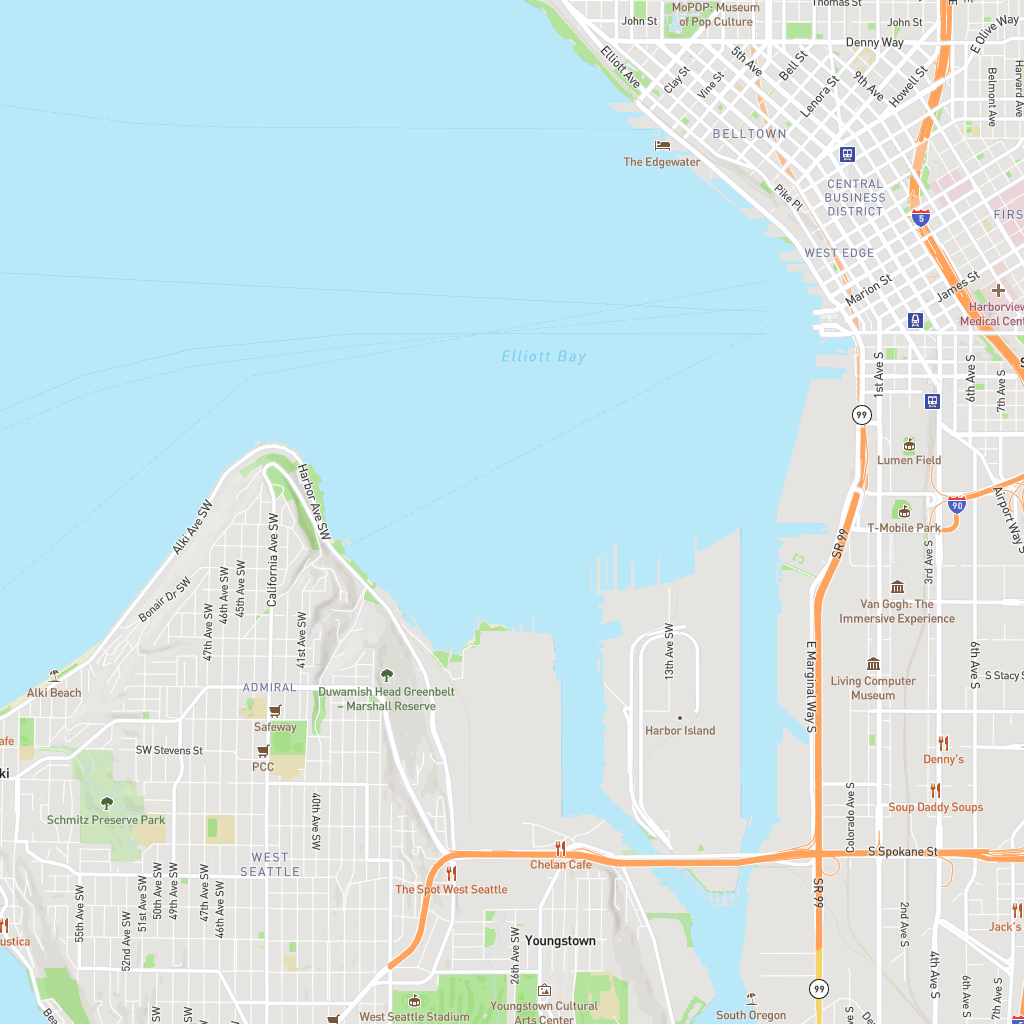 Thomas St
MoPOP: Museum
of Pop Culture
John St
John St
E
E Olive Way
Denny Way
Elliott Ave
5th Ave
Bell St
Clay St
Vine St
9th Ave
Howell St
Lenora St
Belmont Ave
Harvard Ave
BELLTOWN
The Edgewater
Pike Pl
CENTRAL
BUSINESS
DISTRICT
5
FIRS
WEST EDGE
Marion St
James St
Harborview
Medical Cent
S
Elliott Bay
1st Ave S
6th Ave S
7th Ave S
99
Lumen Field
Harbor Ave SW
Alki Ave SW
90
T-Mobile Park
Airport Way S
SR 99
3rd Ave S
California Ave SW
Bonair Dr SW
46th Ave SW
45th Ave SW
47th Ave SW
41st Ave SW
Van Gogh: The
Immersive Experience
13th Ave SW
E Marginal Way S
6th Ave S
Living Computer
Museum
S Stacy S
Alki Beach
ADMIRAL
Duwamish Head Greenbelt
– Marshall Reserve
Safeway
Harbor Island
afe
SW Stevens St
PCC
ki
Denny's
Schmitz Preserve Park
40th Ave SW
Colorado Ave S
Soup Daddy Soups
WEST
SEATTLE
Chelan Cafe
S Spokane St
The Spot West Seattle
55th Ave SW
52nd Ave SW
51st Ave SW
50th Ave SW
49th Ave SW
47th Ave SW
46th Ave SW
SR 99
2nd Ave S
Jack's
ustica
Youngstown
26th Ave SW
4th Ave S
6th Ave S
7th Ave S
99
Bea
West Seattle Stadium
Youngstown Cultural
Arts Center
South Oregon
De